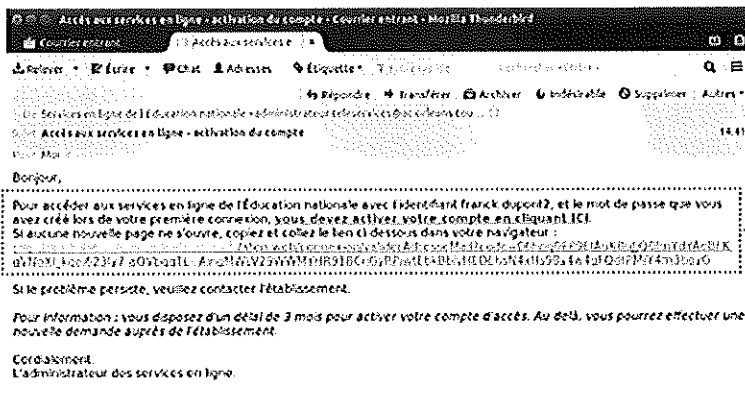 Accès aux services en ligne - activation du compte - Courrier entrant - Mozilla Thunderbird
Courrier entrant Accès aux services e
Relever Écrire Chat Adresses Étiquette
Répondre Transférer Archiver Indésirable Supprimer Autres
De Services en ligne de l'Éducation nationale
Accès aux services en ligne - activation du compte 14:41
Pour Moi
Bonjour,
Pour accéder aux services en ligne de l'Éducation nationale avec l'identifiant franck.dupont2, et le mot de passe que vous
avez créé lors de votre première connexion, vous devez activer votre compte en cliquant ICI.
Si aucune nouvelle page ne s'ouvre, copiez et collez le lien ci dessous dans votre navigateur :
Si le problème persiste, veuillez contacter l'établissement.
Pour information : vous disposez d'un délai de 3 mois pour activer votre compte d'accès. Au delà, vous pourrez effectuer une
nouvelle demande auprès de l'établissement.
Cordialement.
L'administrateur des services en ligne.